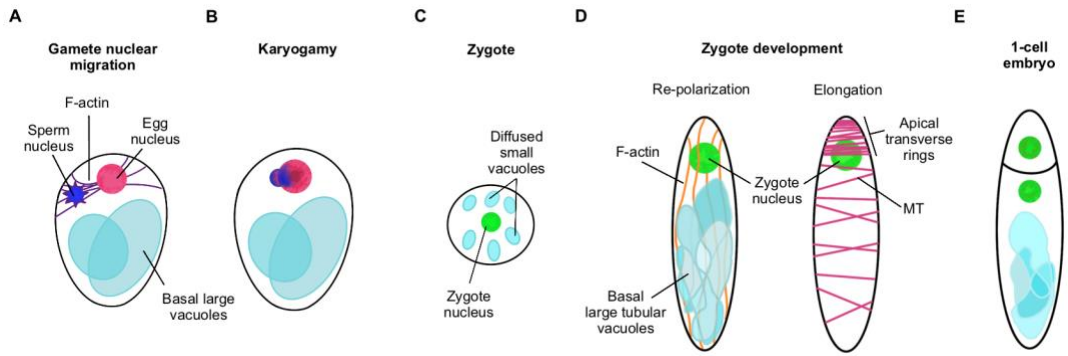 A
Gamete nuclear
migration
F-actin
Sperm
nucleus
Egg
nucleus
Basal large
vacuoles
B
Karyogamy
C
Zygote
Diffused
small
vacuoles
Zygote
nucleus
D
Zygote development
Re-polarization
Elongation
F-actin
Zygote
nucleus
Apical
transverse
rings
MT
Basal
large tubular
vacuoles
E
1-cell
embryo